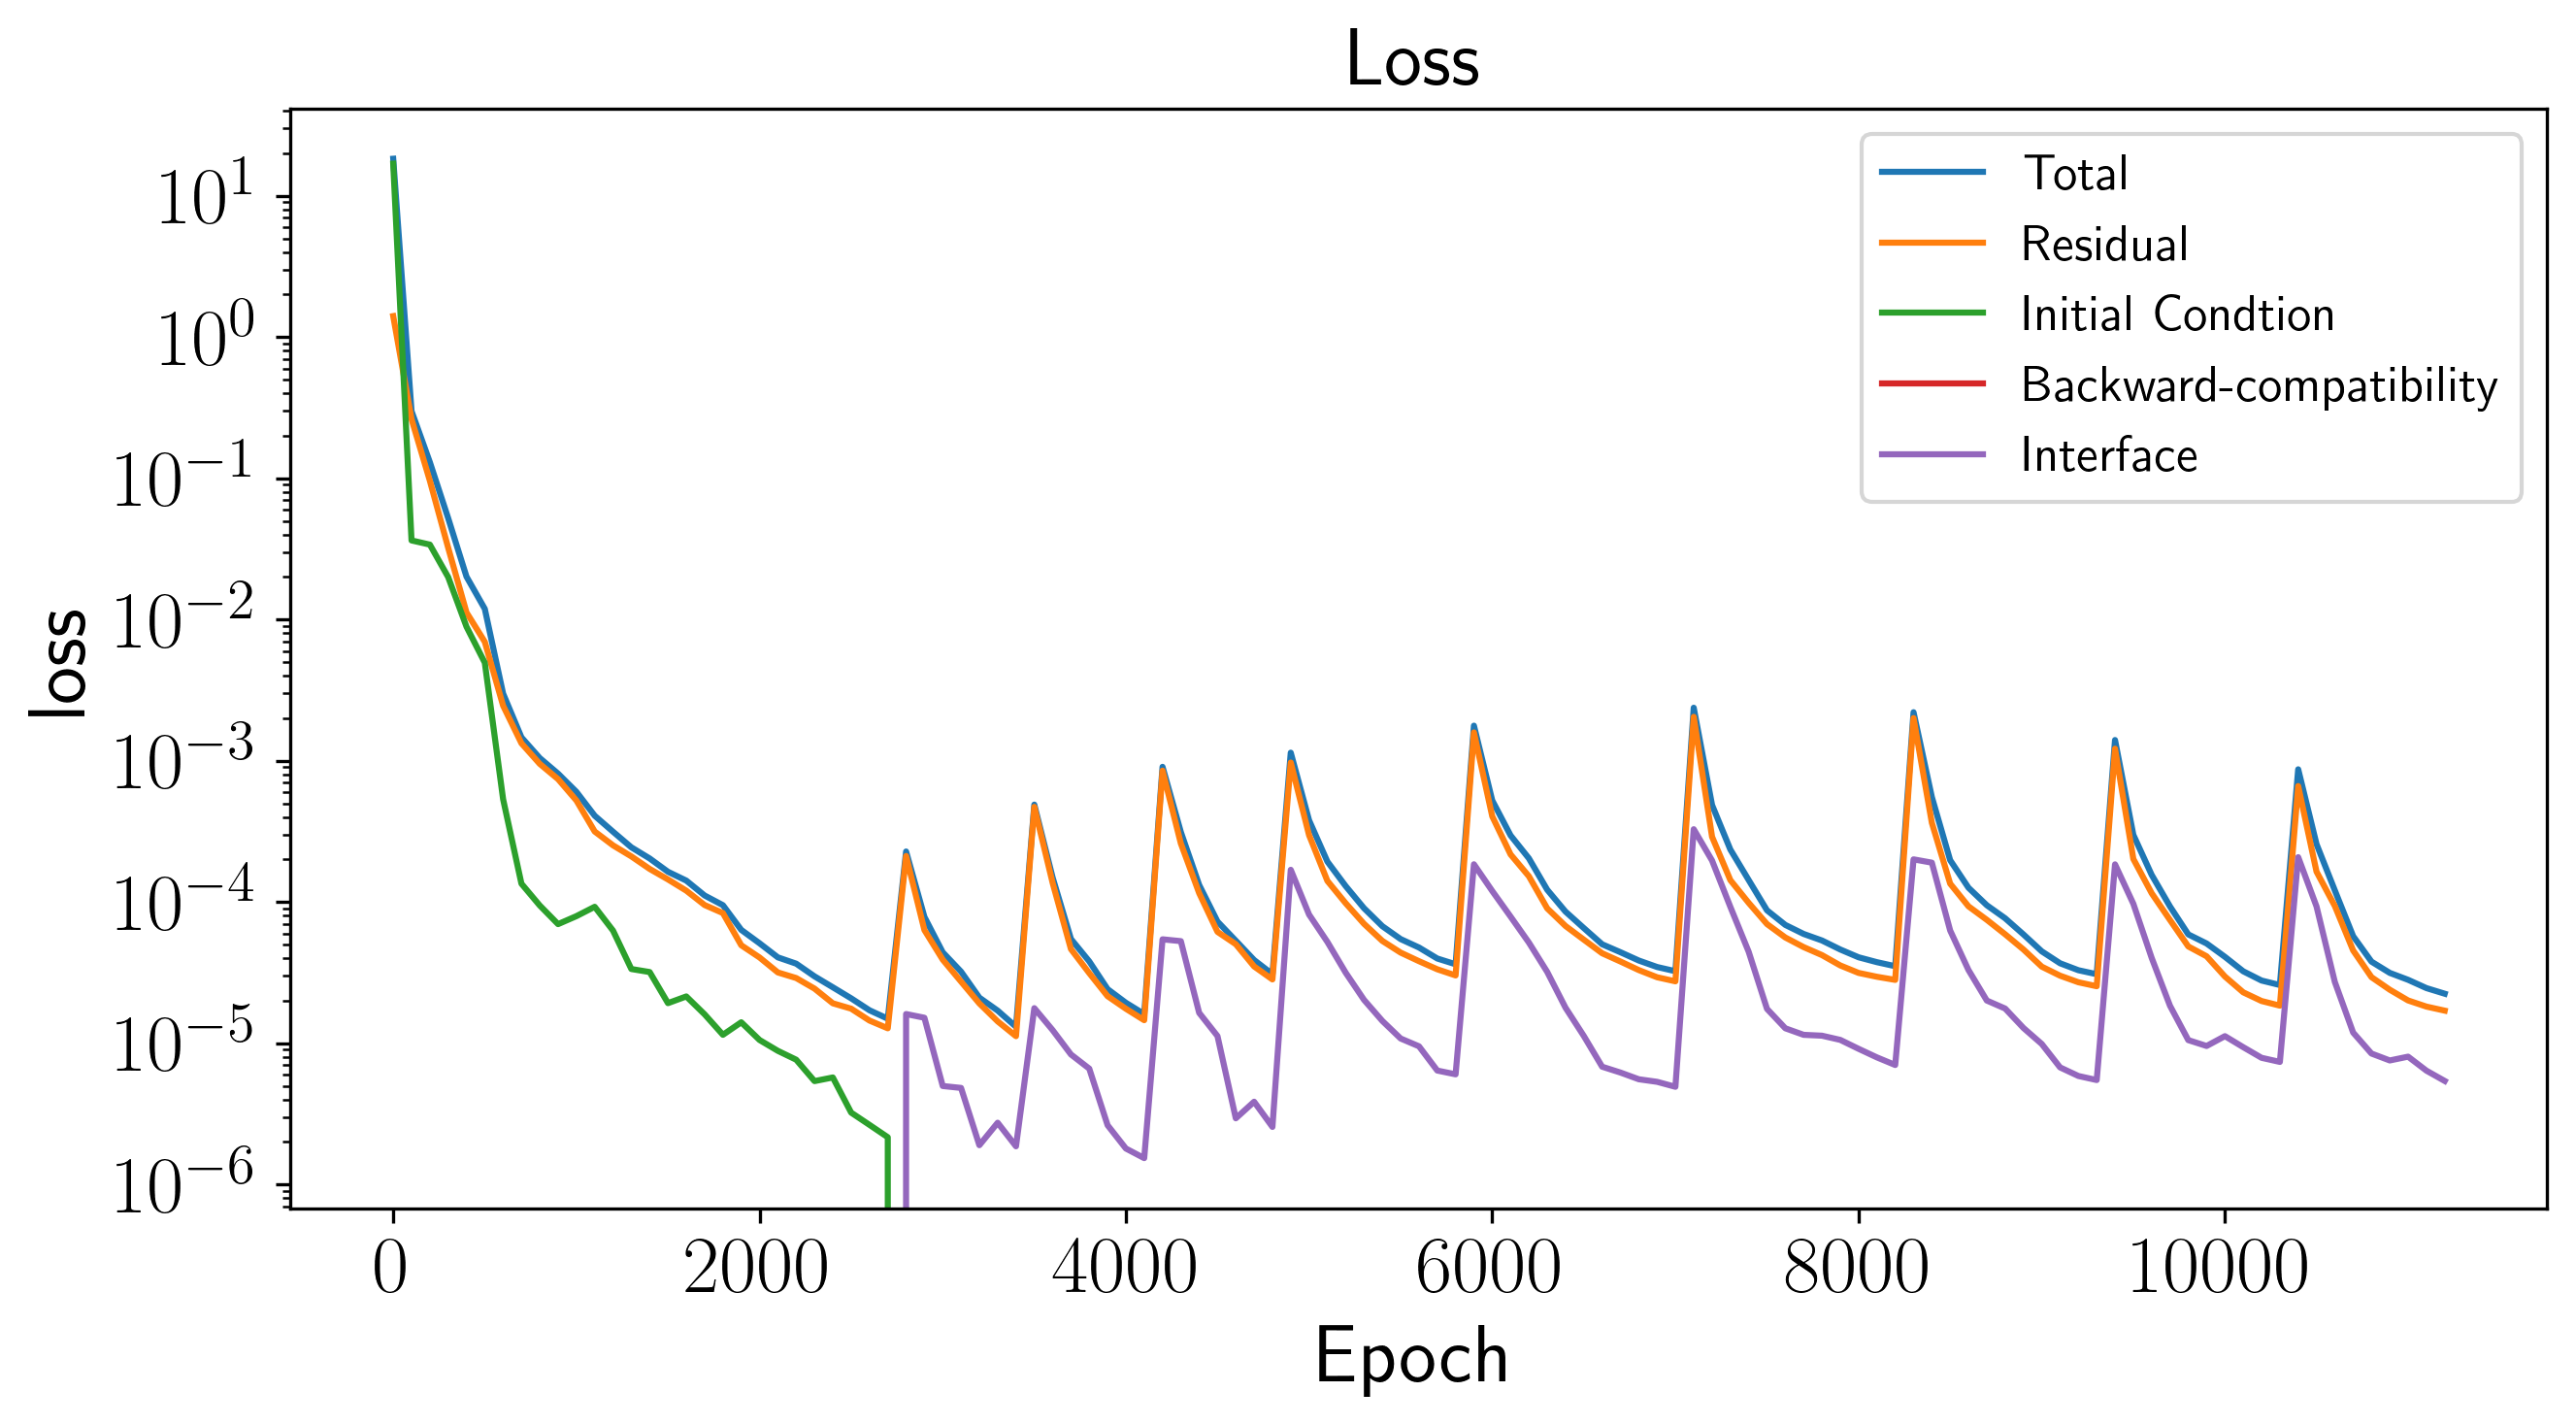 Loss
10^1
10^0
10^−1
10^−2
10^−3
10^−4
10^−5
10^−6
loss
Total
Residual
Initial Condtion
Backward-compatibility
Interface
0 2000 4000 6000 8000 10000
Epoch